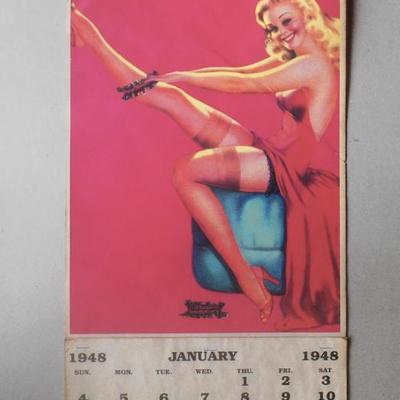 1948 JANUARY 1948
SUN. MON. TUE. WED. THU. FRI. SAT.
1 2 3
4 5 6 7 8 9 10